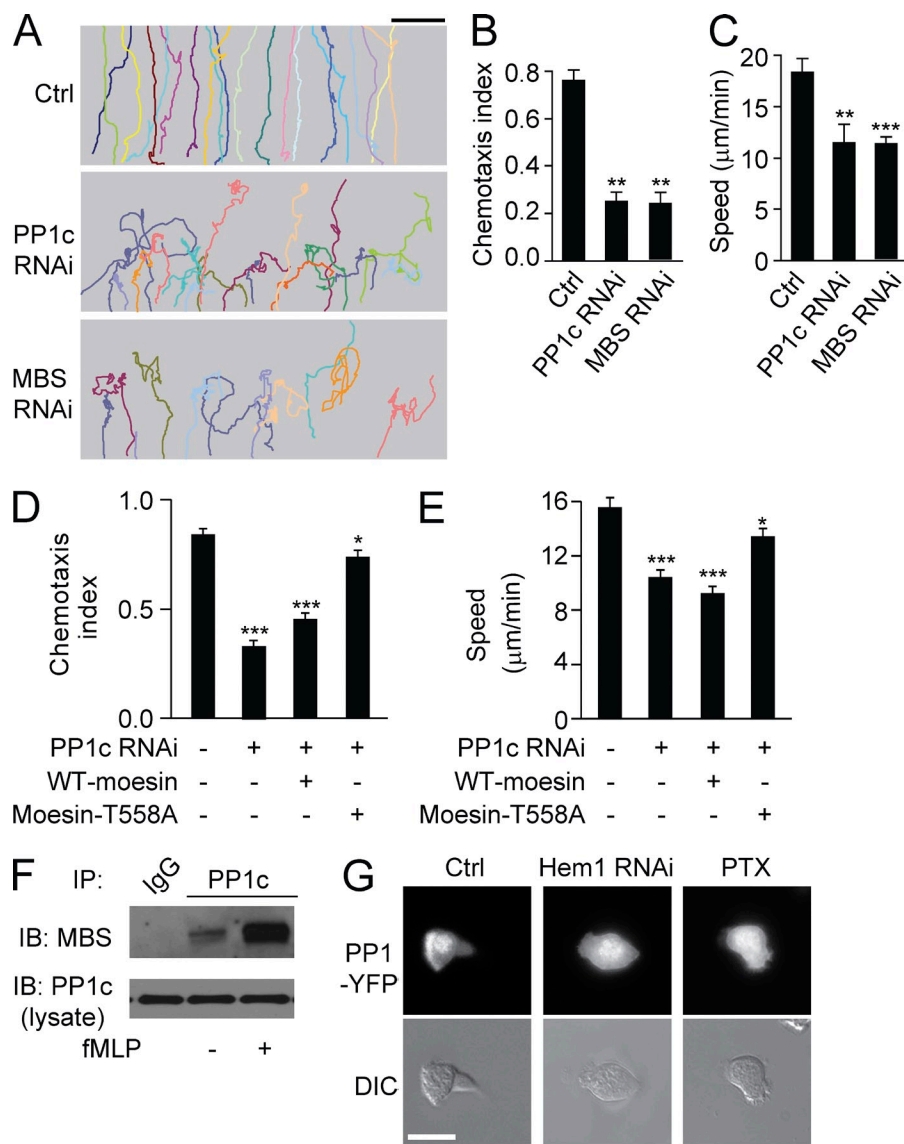 A
Ctrl
PP1c
RNAi
MBS
RNAi
B
Chemotaxis index
0.8
0.6
0.4
0.2
0.0
**
**
Ctrl
PP1c RNAi
MBS RNAi
C
Speed (μm/min)
20
15
10
5
0
**
***
Ctrl
PP1c RNAi
MBS RNAi
D
Chemotaxis
index
1.0
0.5
0.0
***
***
*
PP1c RNAi - + + +
WT-moesin - - + -
Moesin-T558A - - - +
E
Speed
(μm/min)
16
12
8
4
0
***
***
*
PP1c RNAi - + + +
WT-moesin - - + -
Moesin-T558A - - - +
F
IP: IgG PP1c
IB: MBS
IB: PP1c
(lysate)
fMLP - +
G
Ctrl Hem1 RNAi PTX
PP1
-YFP
DIC